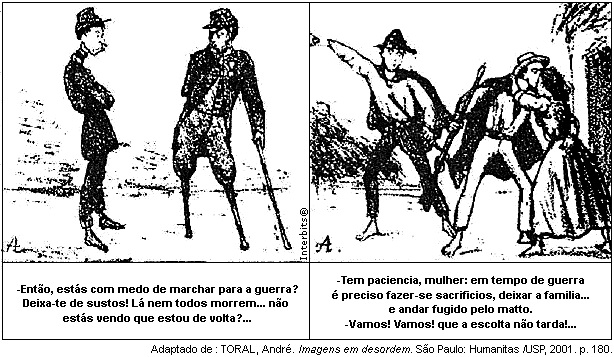 A
Interbits®
A.
-Então, estás com medo de marchar para a guerra?
Deixa-te de sustos! Lá nem todos morrem... não
estás vendo que estou de volta?...
-Tem paciencia, mulher: em tempo de guerra
é preciso fazer-se sacrificios, deixar a familia...
e andar fugido pelo matto.
-Vamos! Vamos! que a escolta não tarda!...
Adaptado de : TORAL , André. Imagens em desordem. São Paulo: Humanitas /USP, 2001. p. 180.